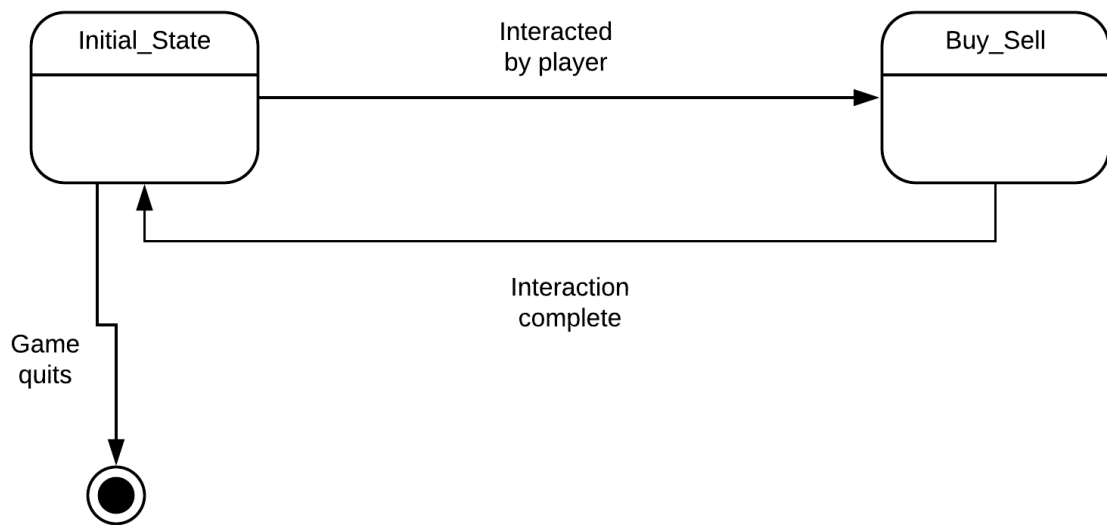 Initial_State
Interacted
by player
Buy_Sell
Interaction
complete
Game
quits